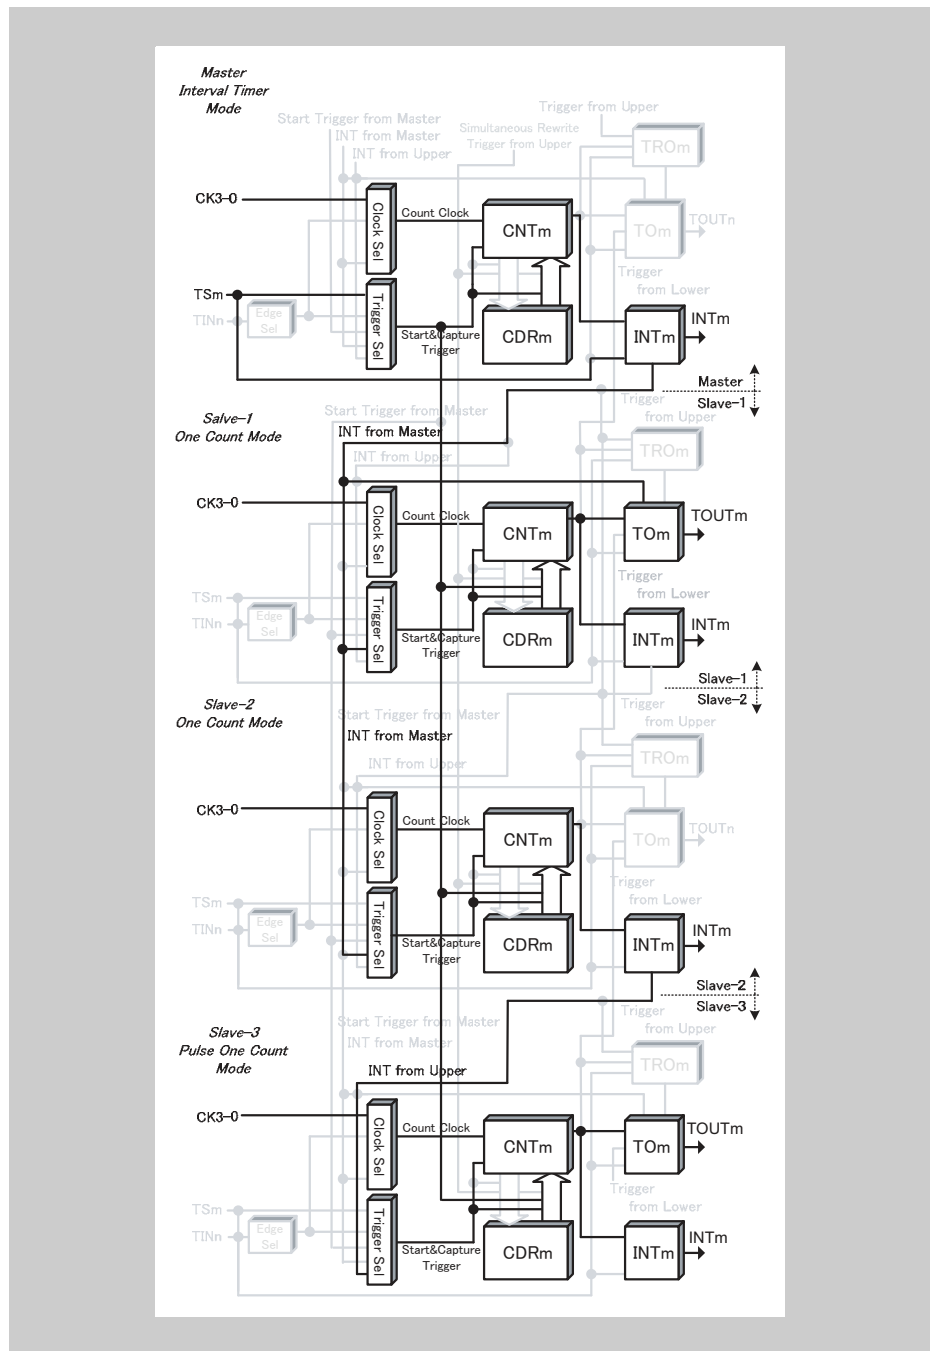 Master
Interval Timer
Mode
Trigger from Upper
Start Trigger from Master
INT from Master
INT from Upper
Simultaneous Rewrite
Trigger from Upper
TROm
CK3-0
Clock Sel
Count Clock
CNTm
TOm
TOUTn
Trigger
from Lower
TSm
TINn
Edge
Sel
Trigger Sel
Start&Capture
Trigger
CDRm
INTm
INTm
Master
Slave-1
Salve-1
One Count Mode
Start Trigger from Master
INT from Master
INT from Upper
Trigger
from Upper
TROm
CK3-0
Clock Sel
Count Clock
CNTm
TOm
TOUTm
Trigger
from Lower
TSm
TINn
Edge
Sel
Trigger Sel
Start&Capture
Trigger
CDRm
INTm
INTm
Slave-1
Slave-2
Slave-2
One Count Mode
Start Trigger from Master
INT from Master
INT from Upper
Trigger
from Upper
TROm
CK3-0
Clock Sel
Count Clock
CNTm
TOm
TOUTn
Trigger
from Lower
TSm
TINn
Edge
Sel
Trigger Sel
Start&Capture
Trigger
CDRm
INTm
INTm
Slave-2
Slave-3
Slave-3
Pulse One Count
Mode
Start Trigger from Master
INT from Master
INT from Upper
Trigger
from Upper
TROm
CK3-0
Clock Sel
Count Clock
CNTm
TOm
TOUTm
Trigger
from Lower
TSm
TINn
Edge
Sel
Trigger Sel
Start&Capture
Trigger
CDRm
INTm
INTm